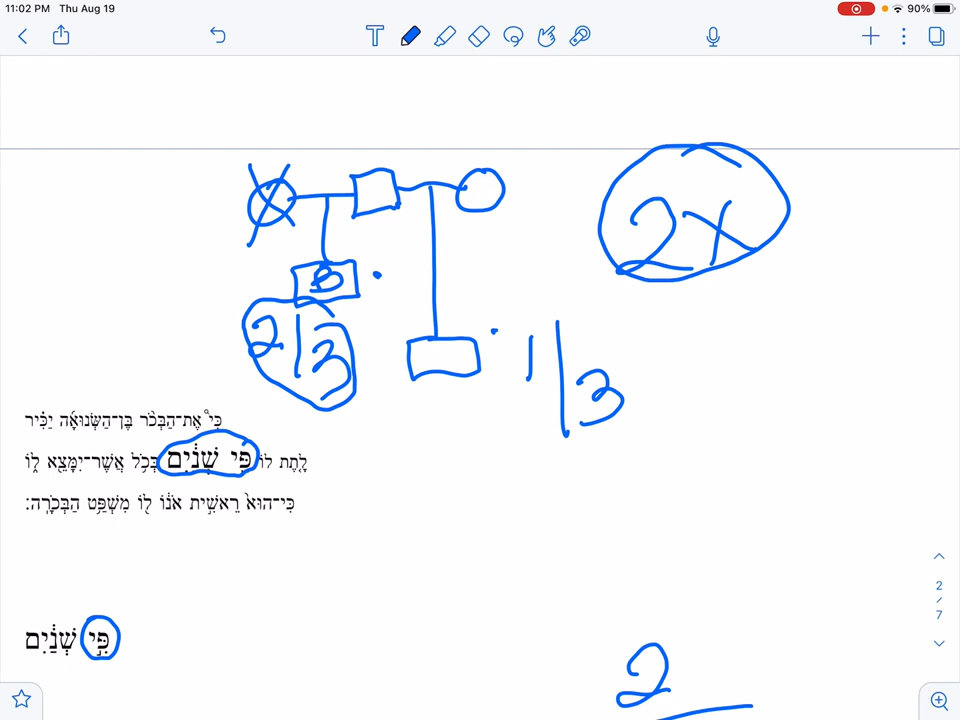 11:02 PM Thu Aug 19
90%
T
2X
B
2/3
1/3
כִּי֩ אֶת־הַבְּכֹ֨ר בֶּן־הַשְּׂנוּאָ֜ה יַכִּ֗יר
לָ֤תֶת לוֹ֙ פִּ֣י שְׁנַ֔יִם בְּכֹ֥ל אֲשֶׁר־יִמָּצֵ֖א ל֑וֹ
כִּי־הוּא֙ רֵאשִׁ֣ית אֹנ֔וֹ ל֖וֹ מִשְׁפַּ֥ט הַבְּכֹרָֽה׃
פִּ֣י שְׁנַ֔יִם
2
2/7